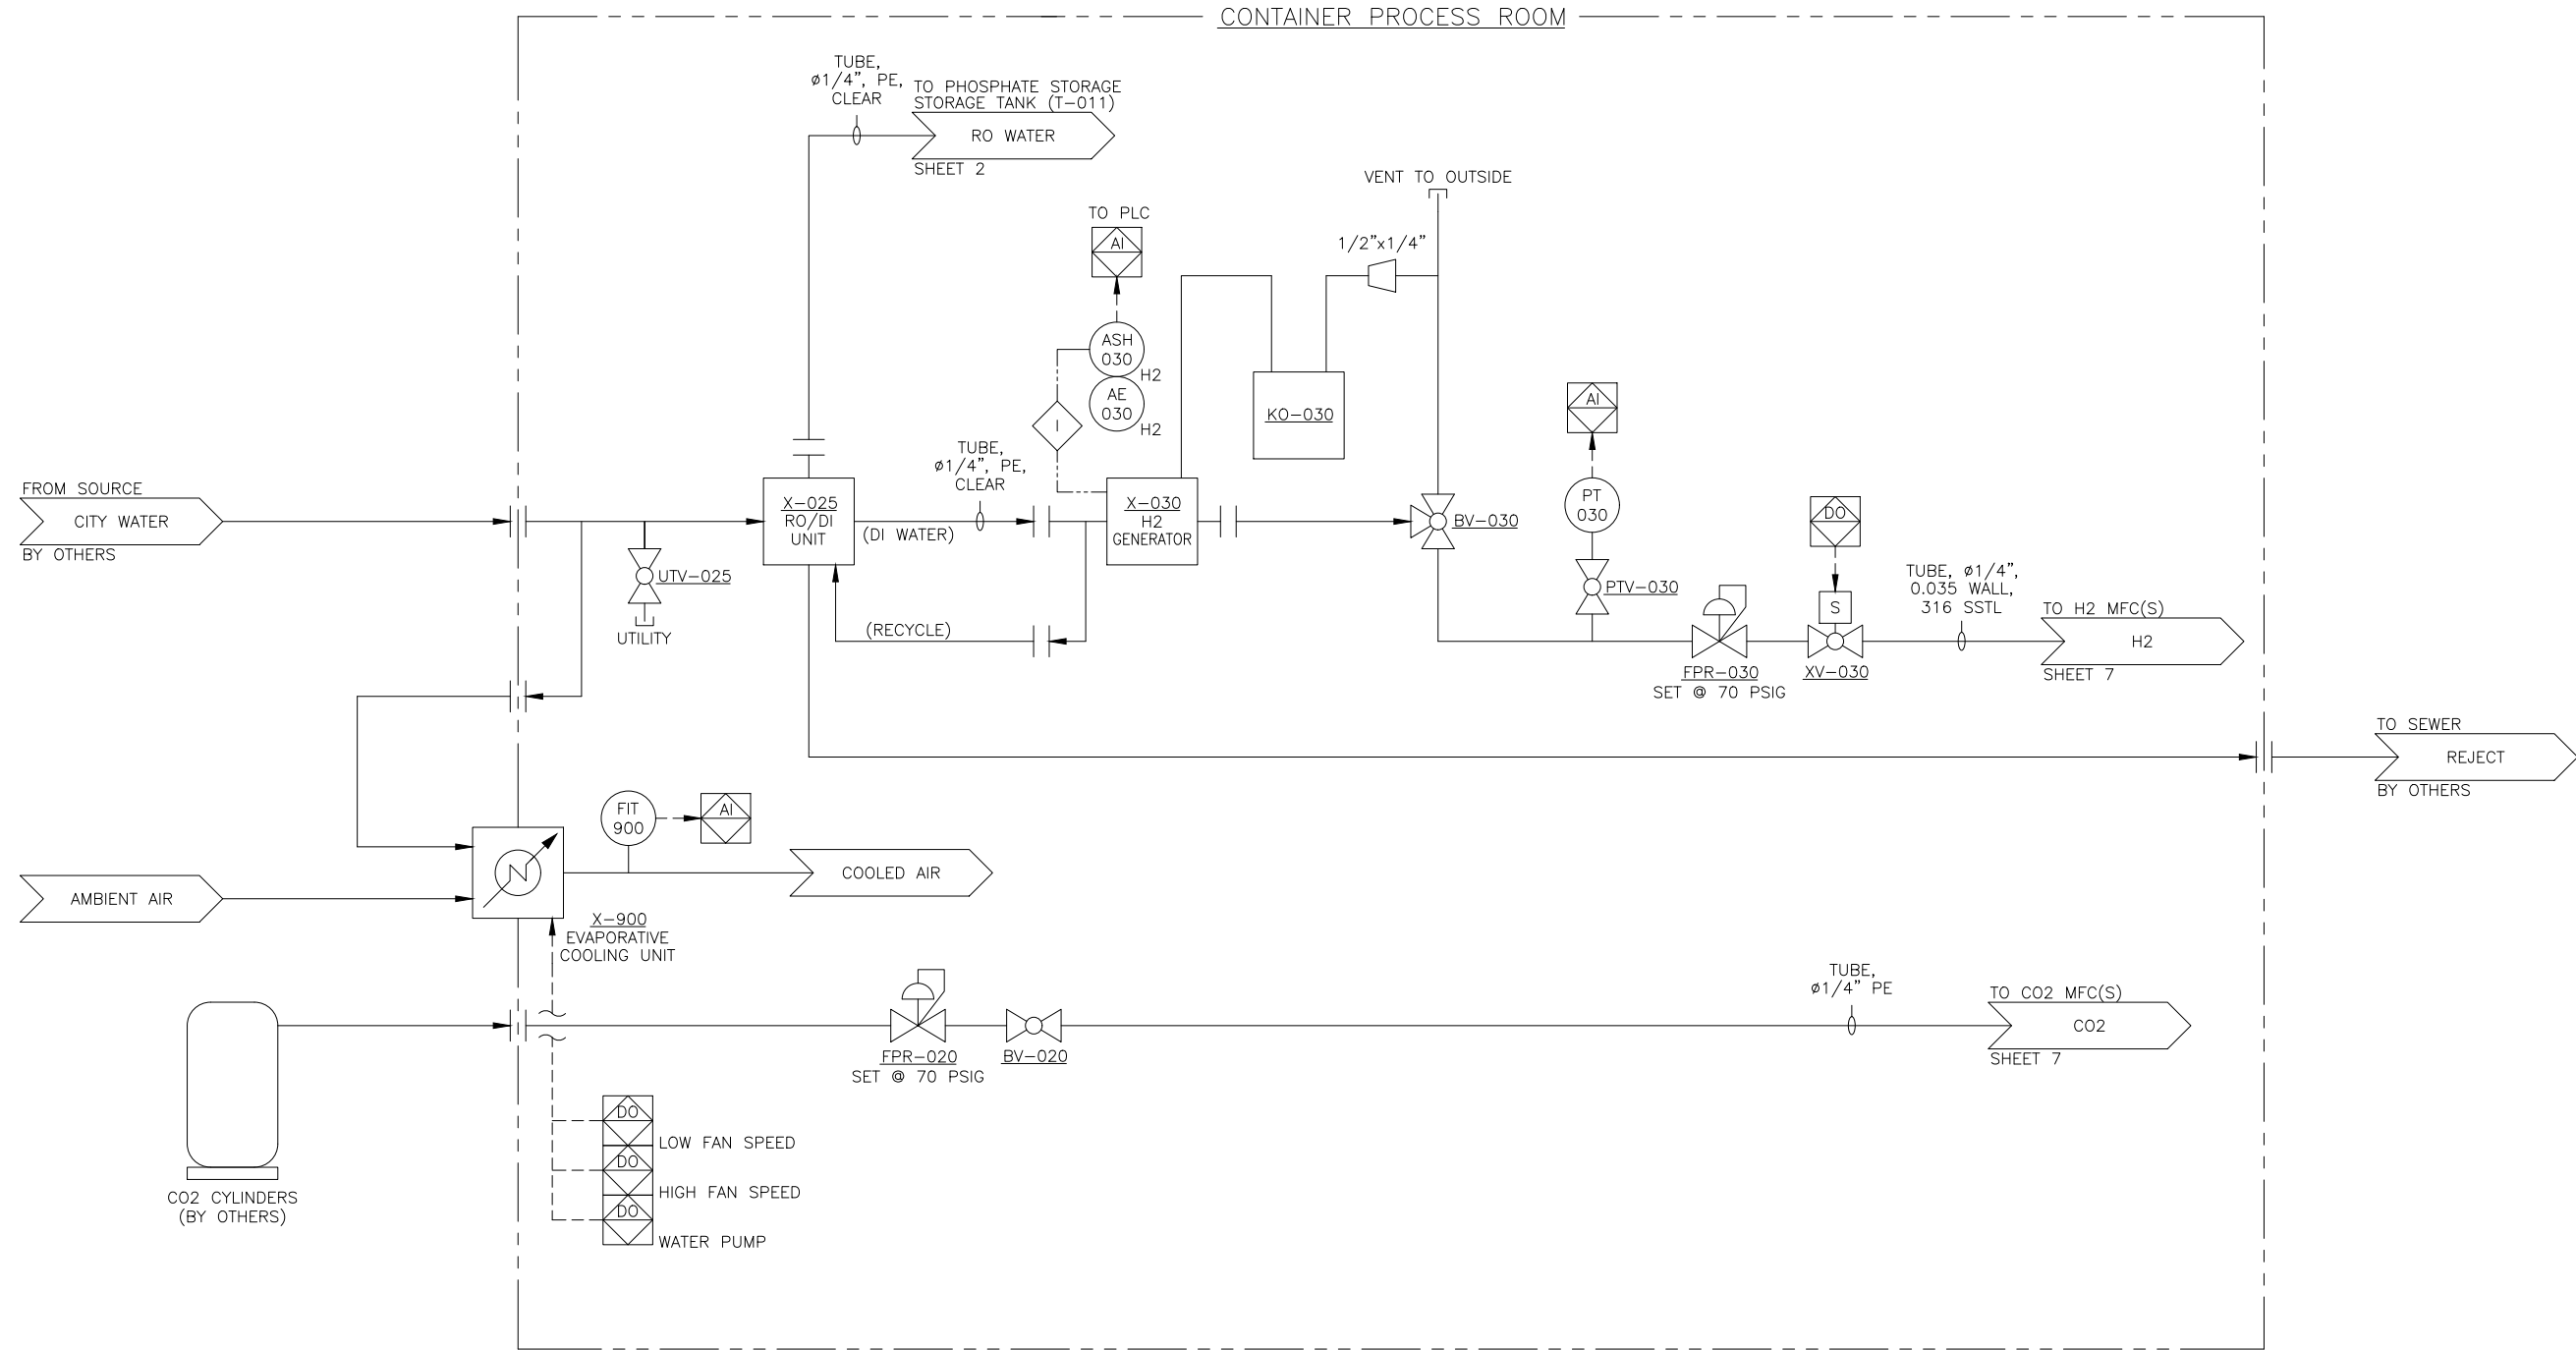 CONTAINER PROCESS ROOM
TUBE,
ø1/4", PE,
CLEAR
TO PHOSPHATE STORAGE
STORAGE TANK (T-011)
RO WATER
SHEET 2
VENT TO OUTSIDE
TO PLC
AI
1/2"x1/4"
ASH
030
H2
AE
030
H2
I
KO-030
AI
TUBE,
ø1/4", PE,
CLEAR
FROM SOURCE
CITY WATER
BY OTHERS
X-025
RO/DI
UNIT
(DI WATER)
X-030
H2
GENERATOR
BV-030
PT
030
DO
UTV-025
UTILITY
(RECYCLE)
PTV-030
S
TUBE, ø1/4",
0.035 WALL,
316 SSTL
TO H2 MFC(S)
H2
SHEET 7
FPR-030
SET @ 70 PSIG
XV-030
TO SEWER
REJECT
BY OTHERS
FIT
900
AI
COOLED AIR
AMBIENT AIR
X-900
EVAPORATIVE
COOLING UNIT
TUBE,
ø1/4" PE
TO CO2 MFC(S)
CO2
SHEET 7
FPR-020
SET @ 70 PSIG
BV-020
CO2 CYLINDERS
(BY OTHERS)
DO
LOW FAN SPEED
DO
HIGH FAN SPEED
DO
WATER PUMP